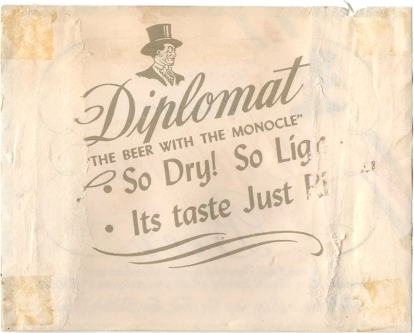 Diplomat
"THE BEER WITH THE MONOCLE"
• So Dry! So
• Its taste Just